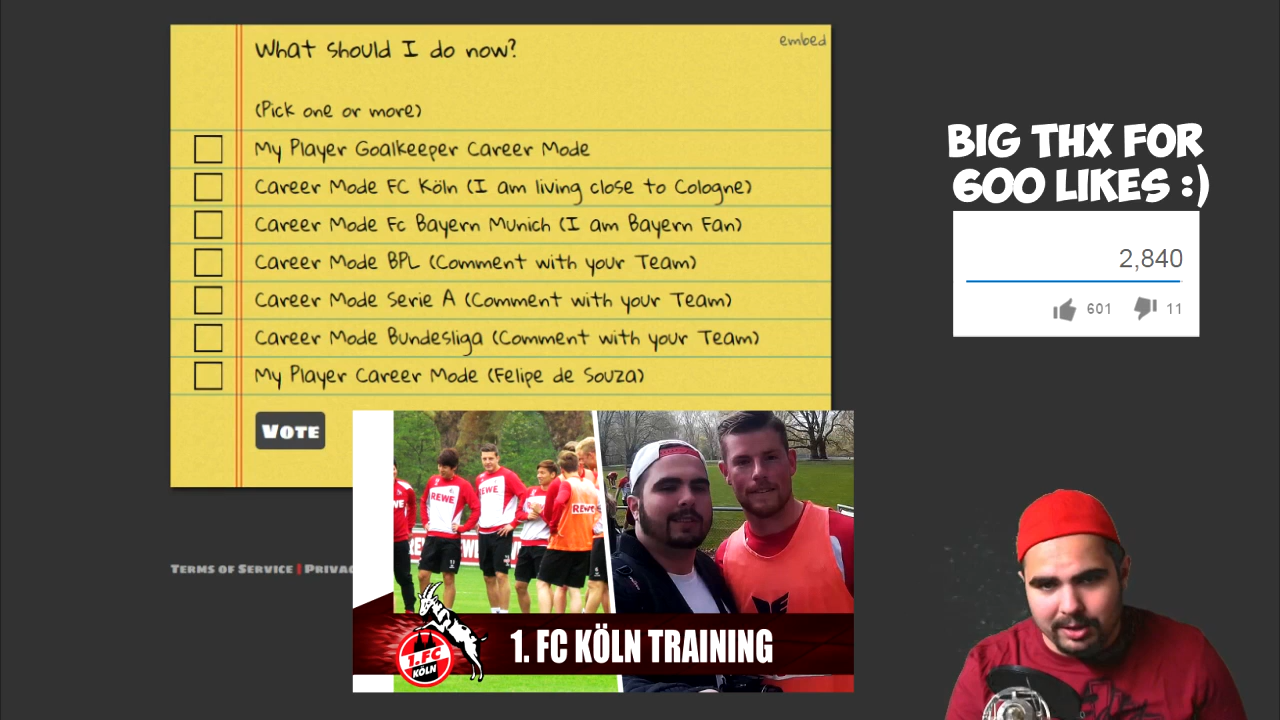 What should I do now?
embed
(Pick one or more)
My Player Goalkeeper Career Mode
Career Mode FC Köln (I am living close to Cologne)
Career Mode Fc Bayern Munich (I am Bayern Fan)
Career Mode BPL (Comment with your Team)
Career Mode Serie A (Comment with your Team)
Career Mode Bundesliga (Comment with your Team)
My Player Career Mode (Felipe de Souza)
VOTE
TERMS OF SERVICE | PRIVAC
BIG THX FOR
600 LIKES :)
2,840
601 11
REWE
REWE
REWE
1. FC KÖLN TRAINING
1.FC
KÖLN